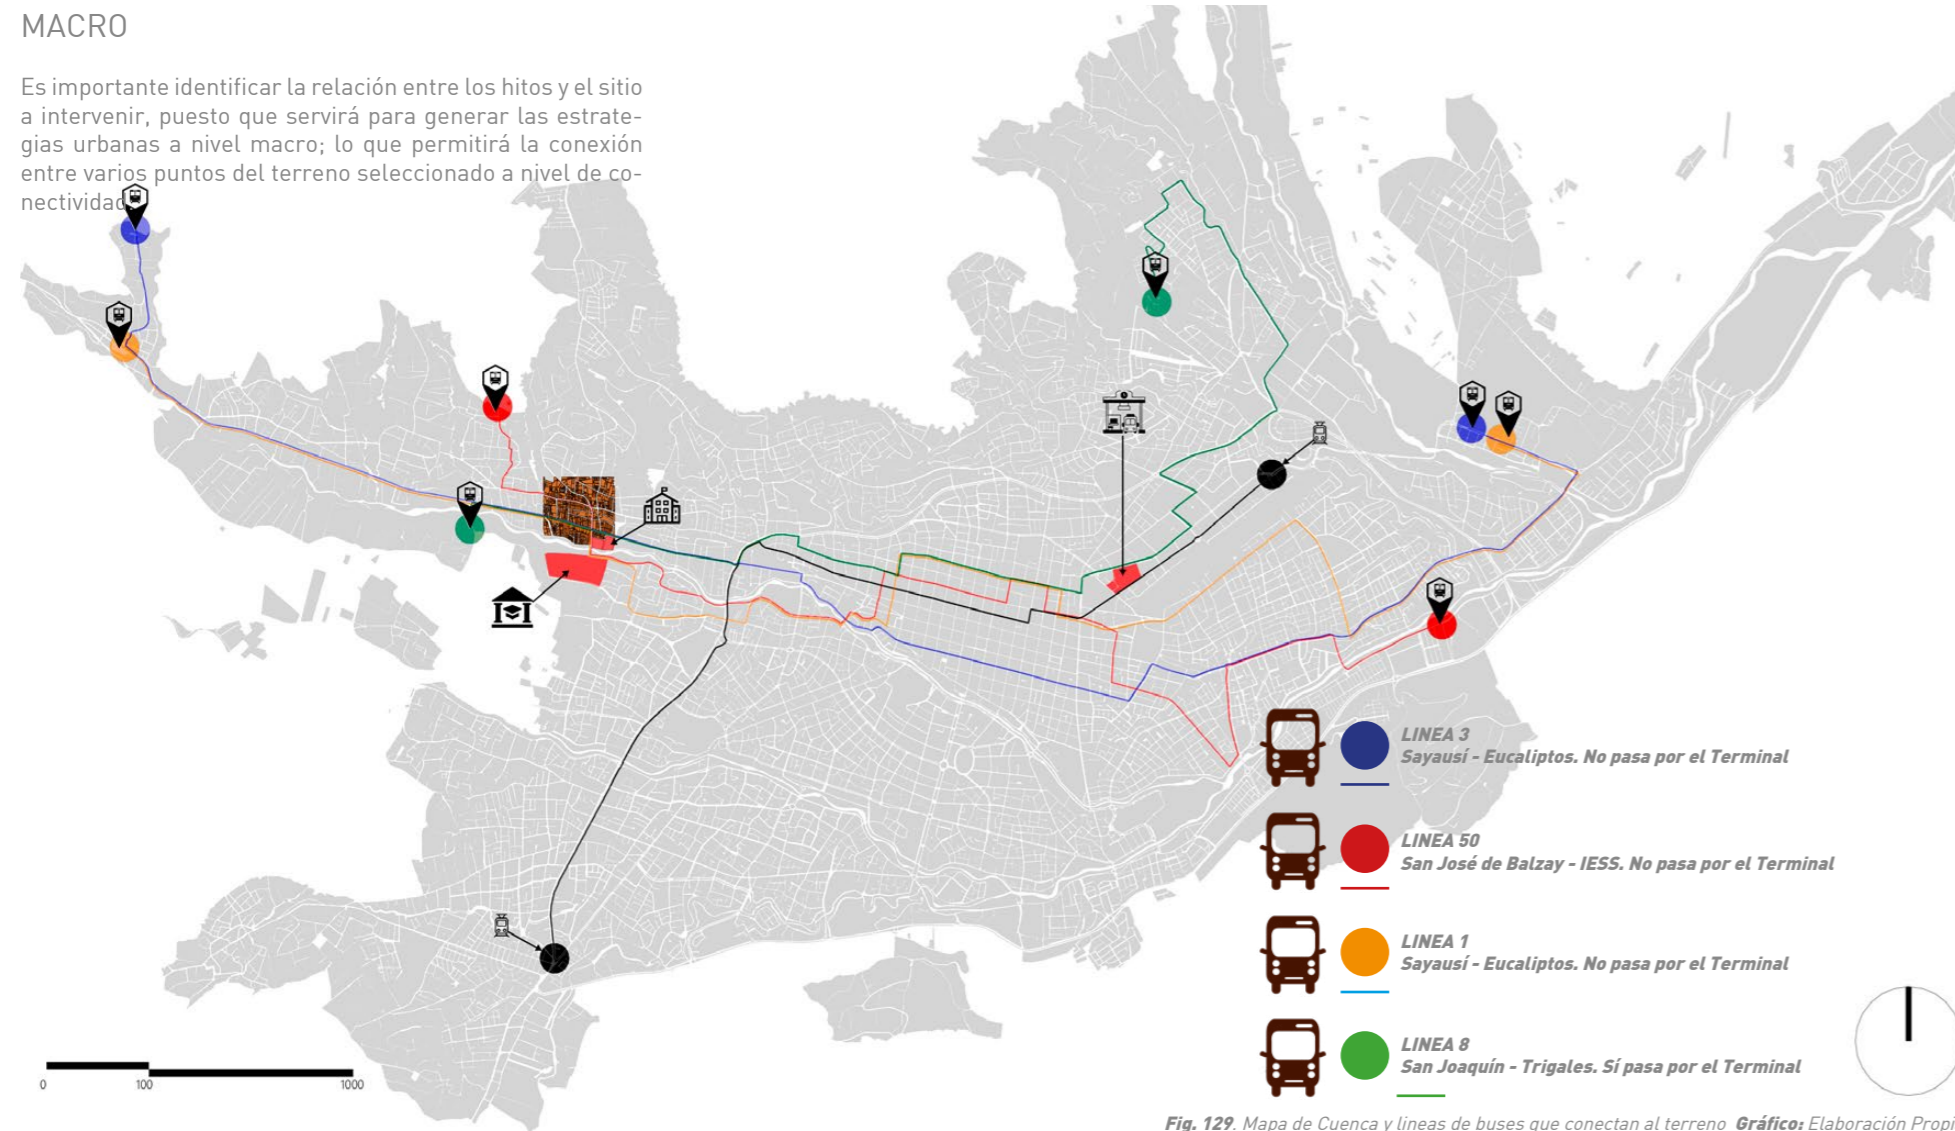 MACRO
Es importante identificar la relación entre los hitos y el sitio
a intervenir, puesto que servirá para generar las estrate-
gias urbanas a nivel macro; lo que permitirá la conexión
entre varios puntos del terreno seleccionado a nivel de co-
nectividad
LINEA 3
Sayausí - Eucaliptos. No pasa por el Terminal
LINEA 50
San José de Balzay - IESS. No pasa por el Terminal
LINEA 1
Sayausí - Eucaliptos. No pasa por el Terminal
LINEA 8
San Joaquín - Trigales. Sí pasa por el Terminal
0 100 1000
Fig. 129. Mapa de Cuenca y lineas de buses que conectan al terreno Gráfico: Elaboración Propi